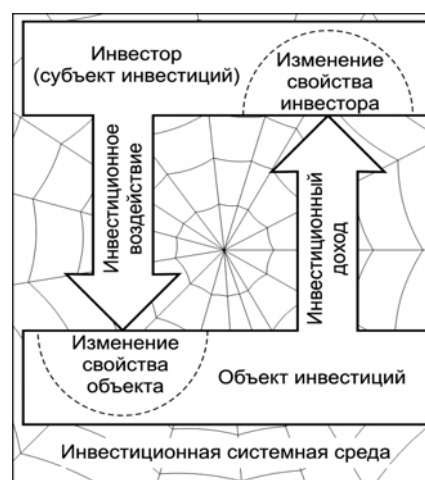 Инвестор
(субъект инвестиций)
Изменение
свойства
инвестора
Инвестиционное
воздействие
Инвестиционный
доход
Изменение
свойства
объекта
Объект инвестиций
Инвестиционная системная среда